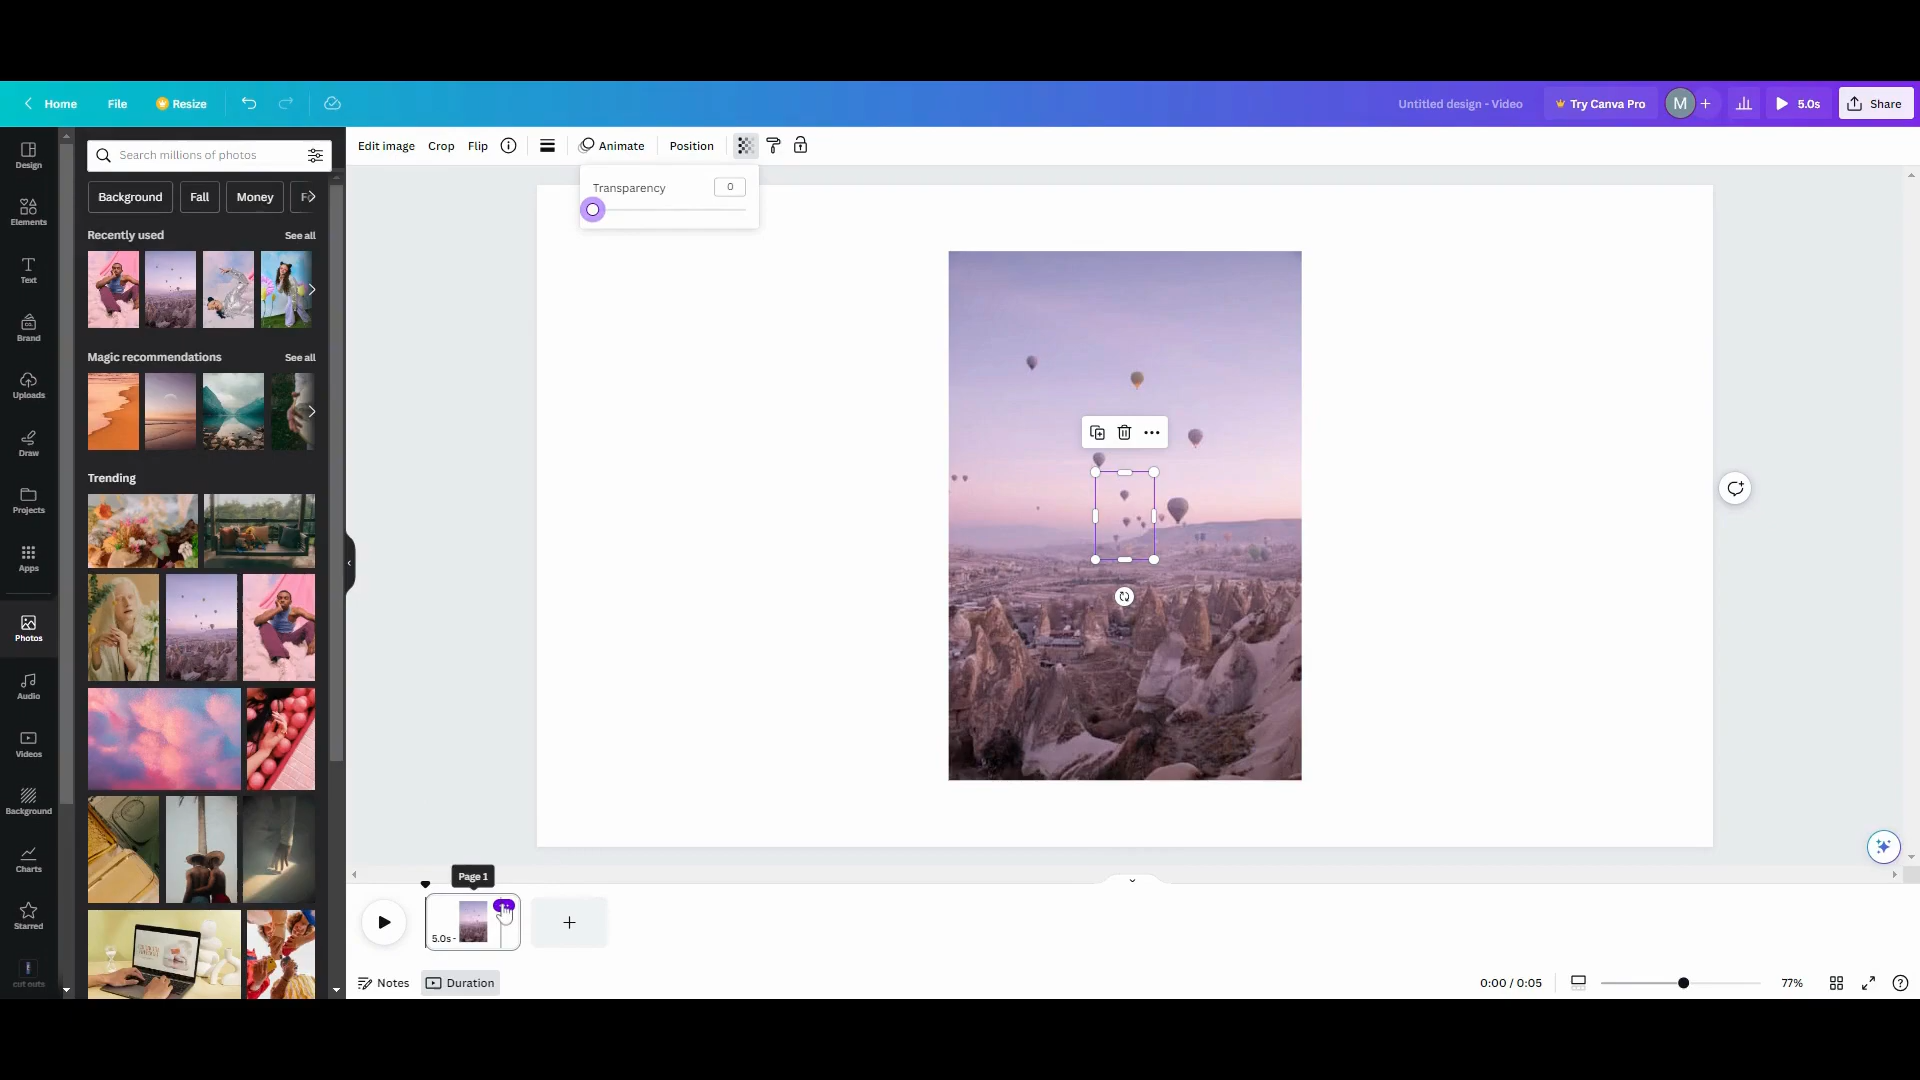 Home File Resize Untitled design - Video Try Canva Pro M + 5.0s Share
Edit image Crop Flip Animate Position
Transparency 0
Design
Elements
Text
Brand
Uploads
Draw
Projects
Apps
Photos
Audio
Videos
Background
Charts
Starred
cut outs
Search millions of photos
Background Fall Money
Recently used See all
Magic recommendations See all
Trending
Page 1
5.0s -
Notes Duration 0:00 / 0:05 77% ?